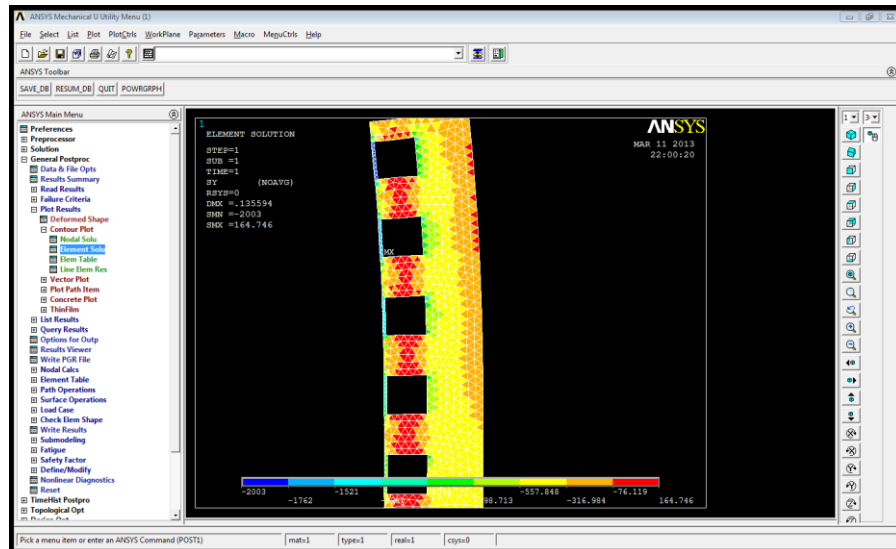 ANSYS Mechanical U Utility Menu (1)
File Select List Plot PlotCtrls WorkPlane Parameters Macro MenuCtrls Help
ANSYS Toolbar
SAVE_DB RESUM_DB QUIT POWRGRPH
ANSYS Main Menu
Preferences
Preprocessor
Solution
General Postproc
Data & File Opts
Results Summary
Read Results
Failure Criteria
Plot Results
Deformed Shape
Contour Plot
Nodal Solu
Element Solu
Elem Table
Line Elem Res
Vector Plot
Plot Path Item
Concrete Plot
ThinFilm
List Results
Query Results
Options for Outp
Results Viewer
Write PGR File
Nodal Calcs
Element Table
Path Operations
Surface Operations
Load Case
Check Elem Shape
Write Results
Submodeling
Fatigue
Safety Factor
Define/Modify
Nonlinear Diagnostics
Reset
TimeHist Postpro
Topological Opt
1
ELEMENT SOLUTION
STEP=1
SUB =1
TIME=1
SY (NOAVG)
RSYS=0
DMX =.135594
SMN =-2003
SMX =164.746
ANSYS
MAR 11 2013
22:00:20
MX
-2003 -1521 -557.848 -76.119
-1762 98.713 -316.984 164.746
1 3
Pick a menu item or enter an ANSYS Command (POST1) mat=1 type=1 real=1 csys=0